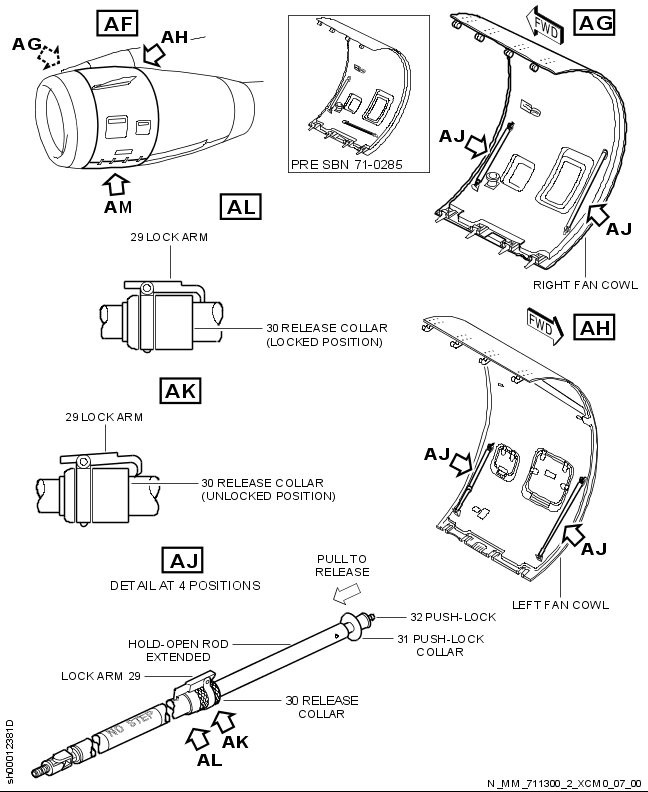 AF
AG
AH
AM
PRE SBN 71-0285
FWD
AG
AJ
AJ
RIGHT FAN COWL
AL
29 LOCK ARM
30 RELEASE COLLAR
(LOCKED POSITION)
FWD
AH
AJ
AJ
LEFT FAN COWL
AK
29 LOCK ARM
30 RELEASE COLLAR
(UNLOCKED POSITION)
AJ
DETAIL AT 4 POSITIONS
PULL TO
RELEASE
32 PUSH-LOCK
31 PUSH-LOCK
COLLAR
HOLD-OPEN ROD
EXTENDED
LOCK ARM 29
30 RELEASE
COLLAR
NO STEP
AK
AL
sh00012381D
N_MM_711300_2_XCM0_07_00